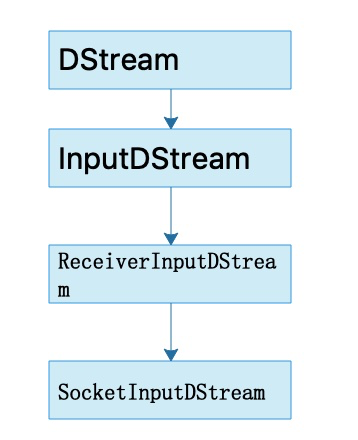 DStream
InputDStream
ReceiverInputDStrea
m
SocketInputDStream